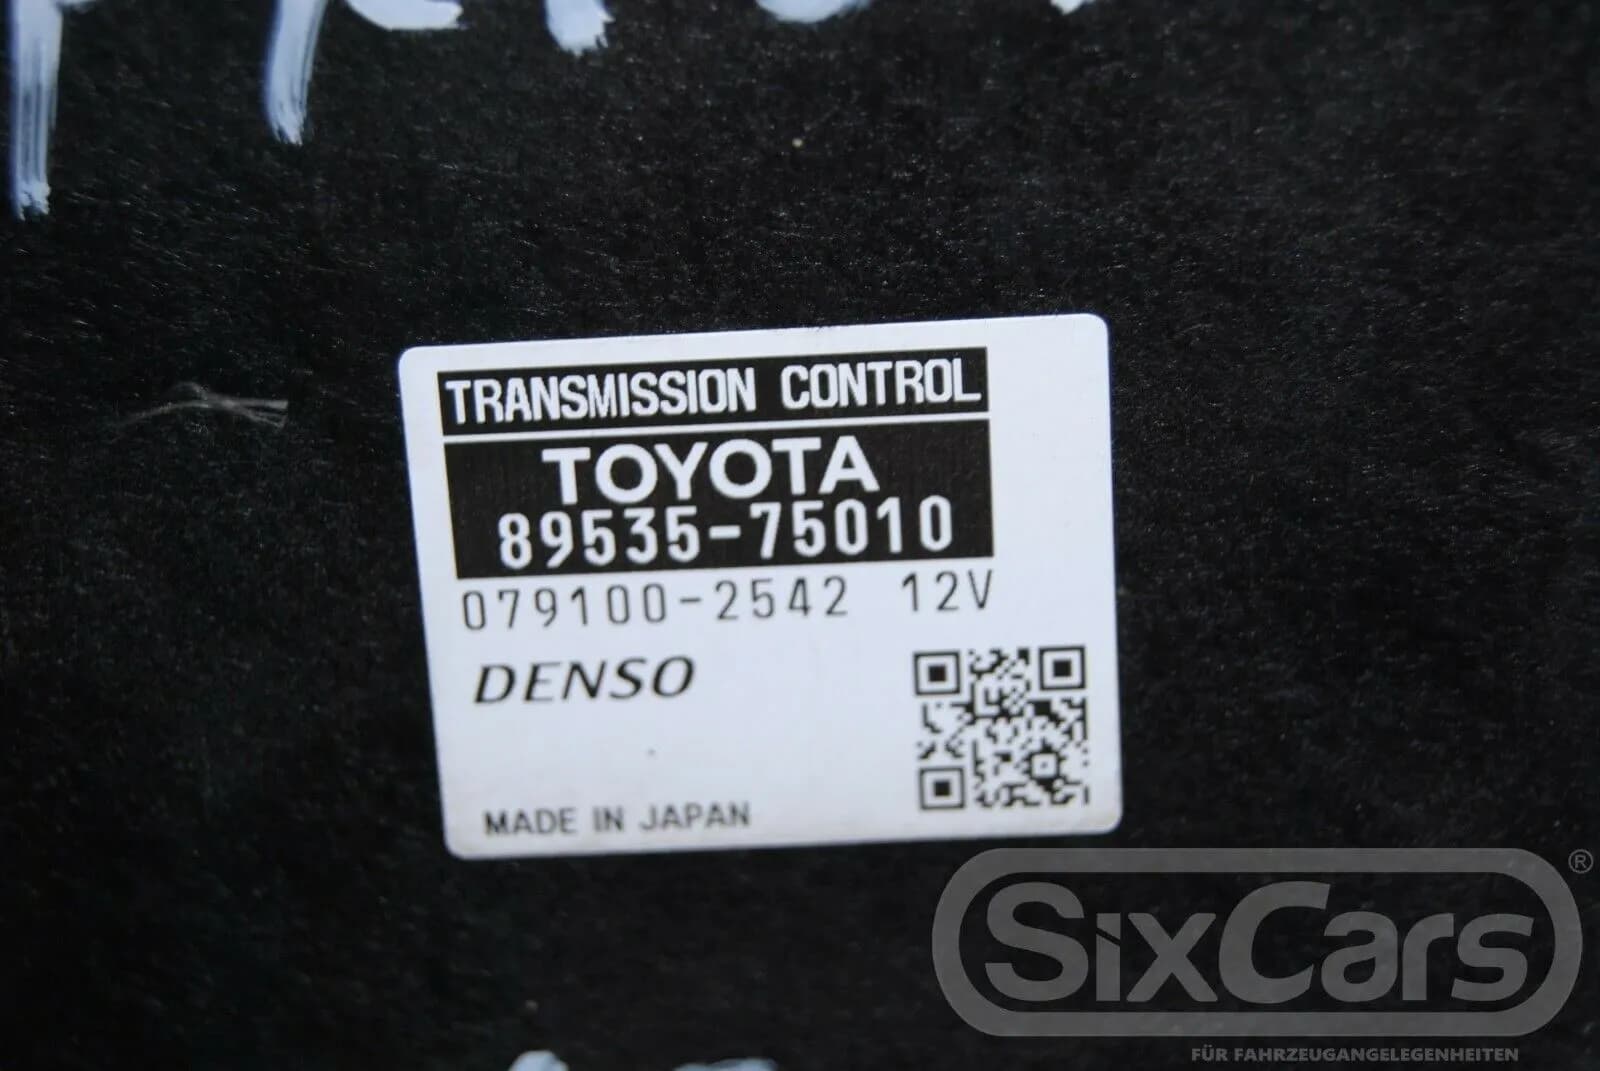 TRANSMISSION CONTROL
TOYOTA
89535-75010
079100-2542 12V
DENSO
MADE IN JAPAN
SixCars®
FÜR FAHRZEUGANGELEGENHEITEN